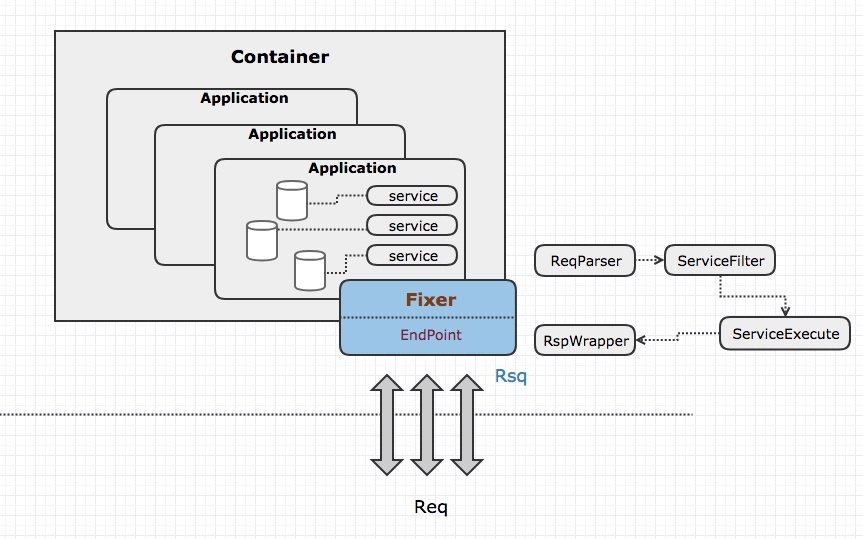 Container
Application
Application
Application
service
service
service
Fixer
EndPoint
ReqParser
ServiceFilter
ServiceExecute
RspWrapper
Rsq
Req